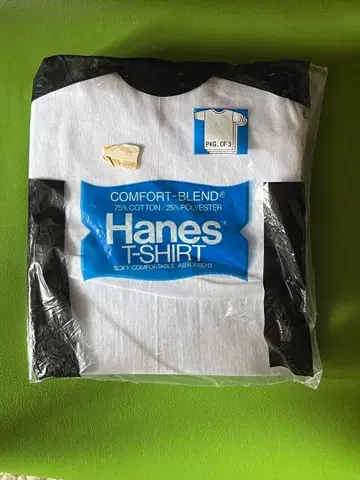 PKG. OF 3
COMFORT-BLEND®
75% COTTON / 25% POLYESTER
Hanes®
T-SHIRT
SOFT, COMFORTABLE, ABSORBENT